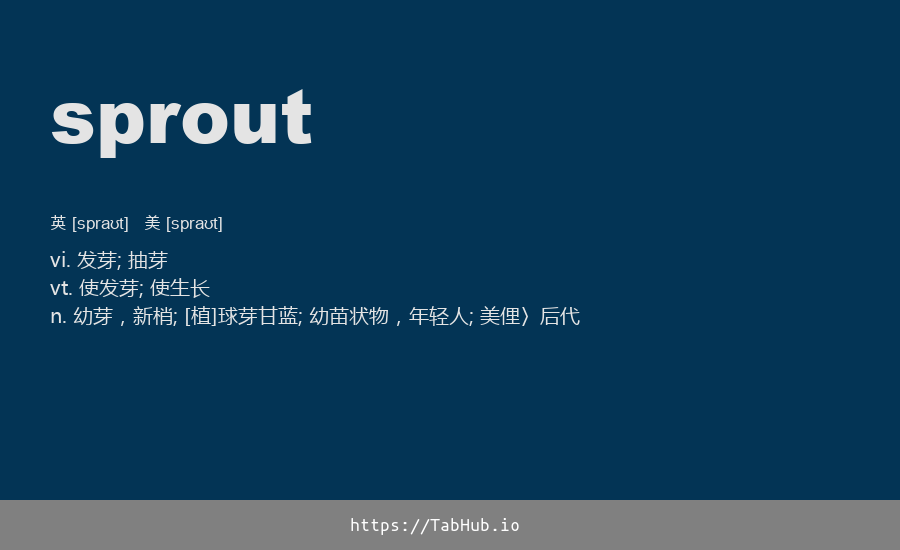 sprout
英 [spraʊt] 美 [spraʊt]
vi. 发芽; 抽芽
vt. 使发芽; 使生长
n. 幼芽，新梢; [植]球芽甘蓝; 幼苗状物，年轻人; 美俚〉后代
https://TabHub.io